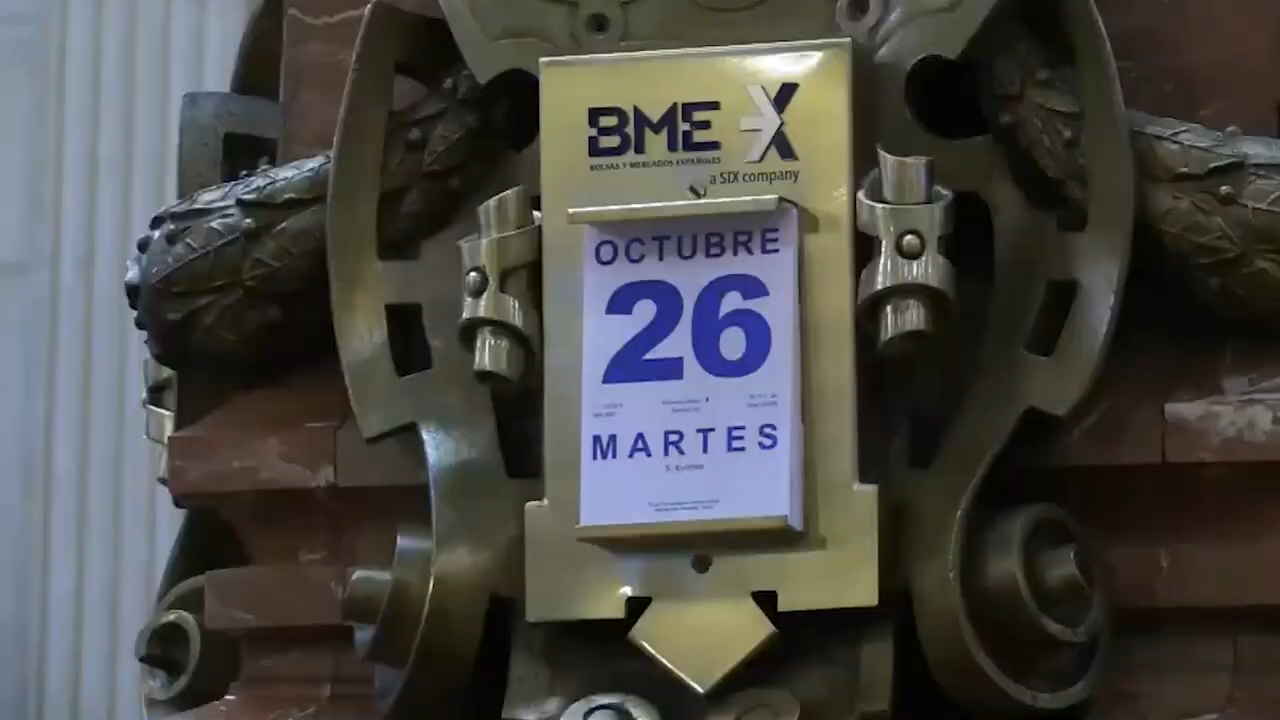 BME X
BOLSAS Y MERCADOS ESPAÑOLES
a SIX company
OCTUBRE
26
MARTES